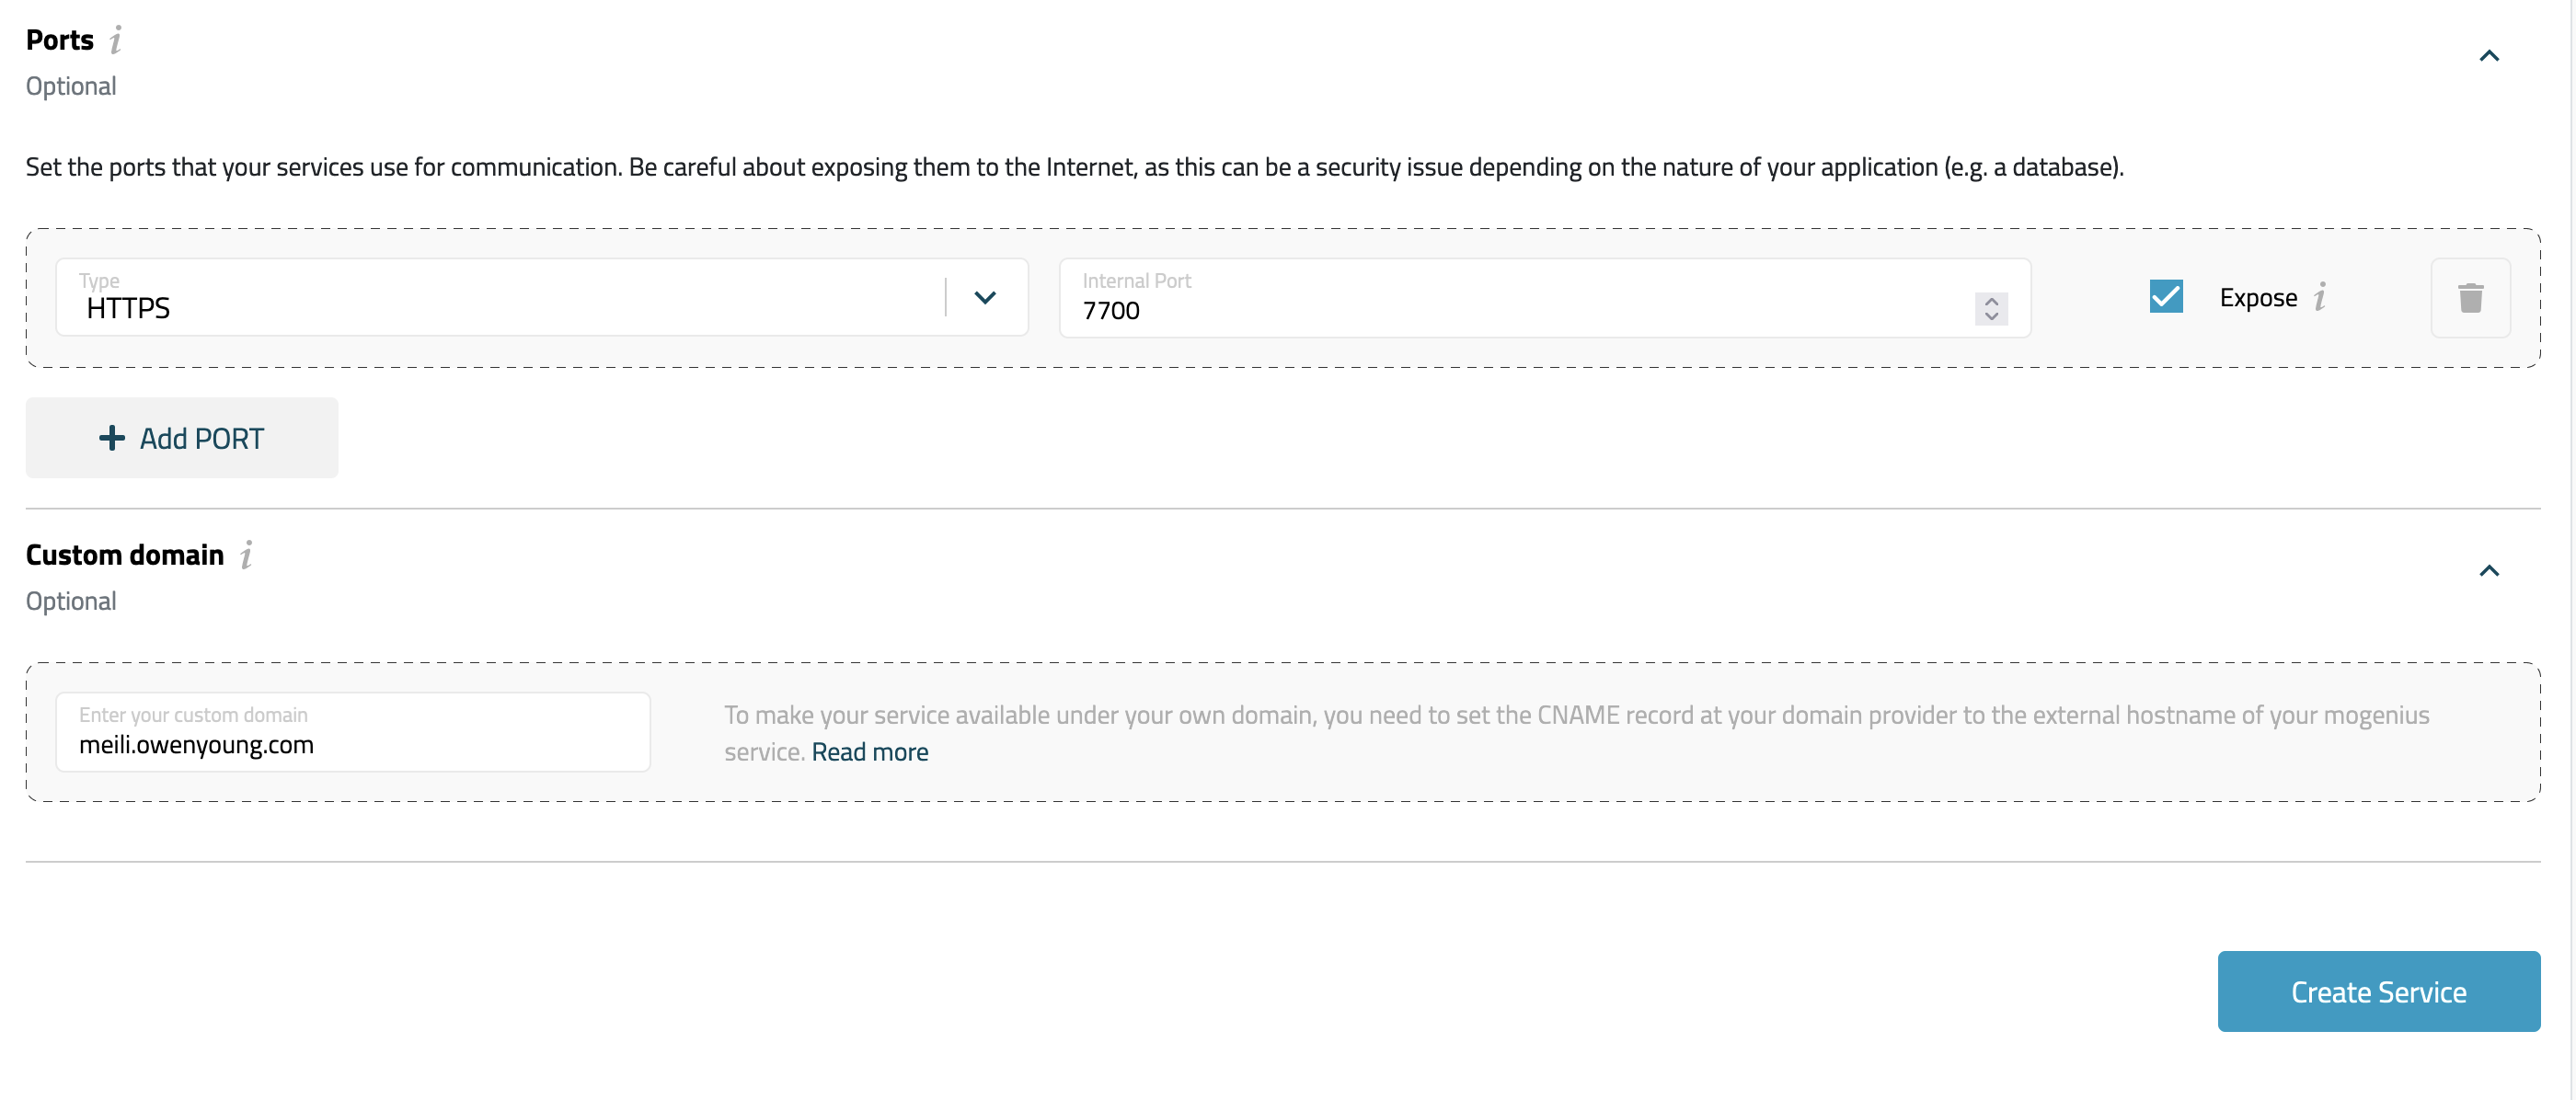 Ports i
Optional
Set the ports that your services use for communication. Be careful about exposing them to the Internet, as this can be a security issue depending on the nature of your application (e.g. a database).
Type
HTTPS
Internal Port
7700
Expose i
Add PORT
Custom domain i
Optional
Enter your custom domain
meili.owenyoung.com
To make your service available under your own domain, you need to set the CNAME record at your domain provider to the external hostname of your mogenius
service. Read more
Create Service